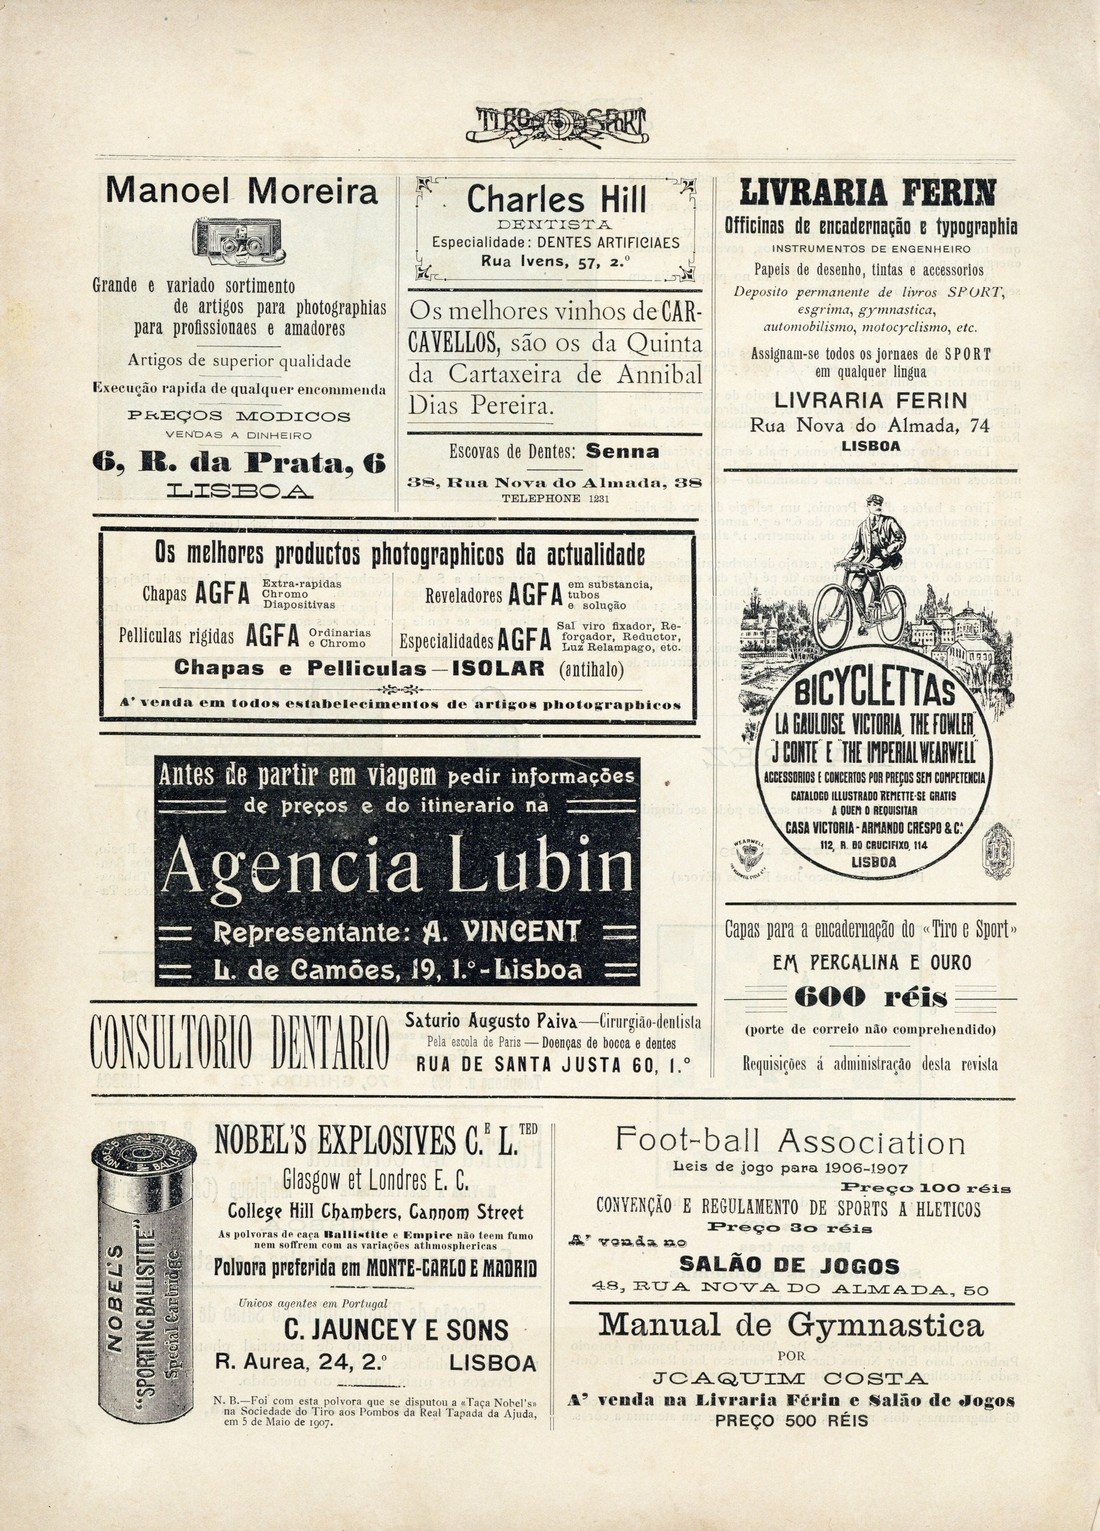 TIRO SPORT
Manoel Moreira
Grande e variado sortimento
de artigos para photographias
para profissionaes e amadores
Artigos de superior qualidade
Execução rapida de qualquer encommenda
PREÇOS MODICOS
VENDAS A DINHEIRO
6, R. da Prata, 6
LISBOA
Charles Hill
DENTISTA
Especialidade: DENTES ARTIFICIAES
Rua Ivens, 57, 2.º
Os melhores vinhos de CAR-
CAVELLOS, são os da Quinta
da Cartaxeira de Annibal
Dias Pereira.
Escovas de Dentes: Senna
38, Rua Nova do Almada, 38
TELEPHONE 1231
LIVRARIA FERIN
Officinas de encadernação e typographia
INSTRUMENTOS DE ENGENHEIRO
Papeis de desenho, tintas e accessorios
Deposito permanente de livros SPORT,
esgrima, gymnastica,
automobilismo, motocyclismo, etc.
Assignam-se todos os jornaes de SPORT
em qualquer lingua
LIVRARIA FERIN
Rua Nova do Almada, 74
LISBOA
Os melhores productos photographicos da actualidade
Chapas AGFA Extra-rapidas
Chromo
Diapositivas
Reveladores AGFA em substancia,
tubos
e solução
Pelliculas rigidas AGFA Ordinarias
e Chromo
Especialidades AGFA Sal viro fixador, Re-
forçador, Reductor,
Luz Relampago, etc.
Chapas e Pelliculas — ISOLAR (antihalo)
A' venda em todos estabelecimentos de artigos photographicos
Antes de partir em viagem pedir informações
de preços e do itinerario na
Agencia Lubin
Representante: A. VINCENT
L. de Camões, 19, 1.º - Lisboa
CONSULTORIO DENTARIO
Saturio Augusto Paiva—Cirurgião-dentista
Pela escola de Paris — Doenças de bocca e dentes
RUA DE SANTA JUSTA 60, 1.º
BICYCLETTAS
LA GAULOISE VICTORIA, THE FOWLER,
"J CONTE" E "THE IMPERIAL WEARWELL"
ACCESSORIOS E CONCERTOS POR PREÇOS SEM COMPETENCIA
CATALOGO ILLUSTRADO REMETTE-SE GRATIS
A QUEM O REQUISITAR
CASA VICTORIA - ARMANDO CRESPO & C.ª
112, R. DO CRUCIFIXO, 114
LISBOA
WEARWELL
Capas para a encadernação do «Tiro e Sport»
EM PERCALINA E OURO
600 réis
(porte de correio não comprehendido)
Requisições á administração desta revista
NOBEL'S
"SPORTING BALLISTITE"
Special Cartridge
NOBEL'S EXPLOSIVES C.E L.TED
Glasgow et Londres E. C.
College Hill Chambers, Cannom Street
As polvoras de caça Ballistite e Empire não teem fumo
nem soffrem com as variações athmosphericas
Polvora preferida em MONTE-CARLO E MADRID
Unicos agentes em Portugal
C. JAUNCEY E SONS
R. Aurea, 24, 2.º LISBOA
N. B.—Foi com esta polvora que se disputou a «Taça Nobel's»
na Sociedade do Tiro aos Pombos da Real Tapada da Ajuda,
em 5 de Maio de 1907.
Foot-ball Association
Leis de jogo para 1906-1907
Preço 100 réis
CONVENÇÃO E REGULAMENTO DE SPORTS A HLETICOS
Preço 30 réis
A' venda no
SALÃO DE JOGOS
48, RUA NOVA DO ALMADA, 50
Manual de Gymnastica
POR
JOAQUIM COSTA
A' venda na Livraria Férin e Salão de Jogos
PREÇO 500 RÉIS